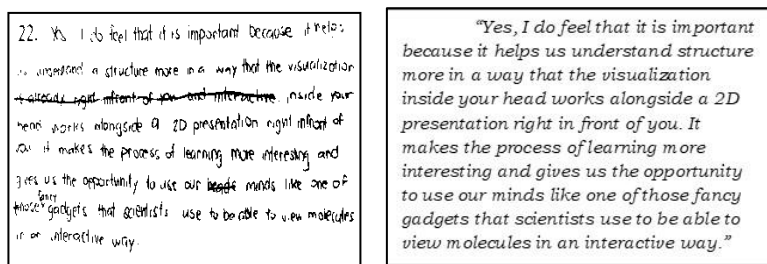 22. Yes I do feel that it is important because it helps
us understand a structure more in a way that the visualization
it already right infront of you and interactive inside your
head works alongside a 2D presentation right infront of
you it makes the process of learning more interesting and
gives us the opportunity to use our heads minds like one of
those fancy gadgets that scientists use to be able to view molecules
in an interactive way.
"Yes, I do feel that it is important
because it helps us understand structure
more in a way that the visualization
inside your head works alongside a 2D
presentation right in front of you. It
makes the process of learning more
interesting and gives us the opportunity
to use our minds like one of those fancy
gadgets that scientists use to be able to
view molecules in an interactive way."